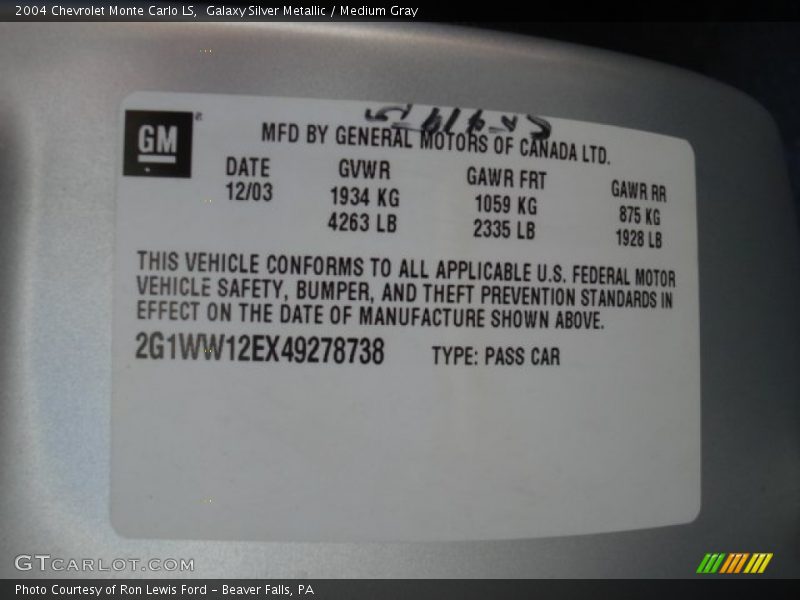 2004 Chevrolet Monte Carlo LS,  Galaxy Silver Metallic / Medium Gray
GM
MFD BY GENERAL MOTORS OF CANADA LTD.
DATE GVWR GAWR FRT GAWR RR
12/03 1934 KG 1059 KG 875 KG
4263 LB 2335 LB 1928 LB
THIS VEHICLE CONFORMS TO ALL APPLICABLE U.S. FEDERAL MOTOR
VEHICLE SAFETY, BUMPER, AND THEFT PREVENTION STANDARDS IN
EFFECT ON THE DATE OF MANUFACTURE SHOWN ABOVE.
2G1WW12EX49278738 TYPE: PASS CAR
GTCARLOT.COM
Photo Courtesy of Ron Lewis Ford - Beaver Falls, PA